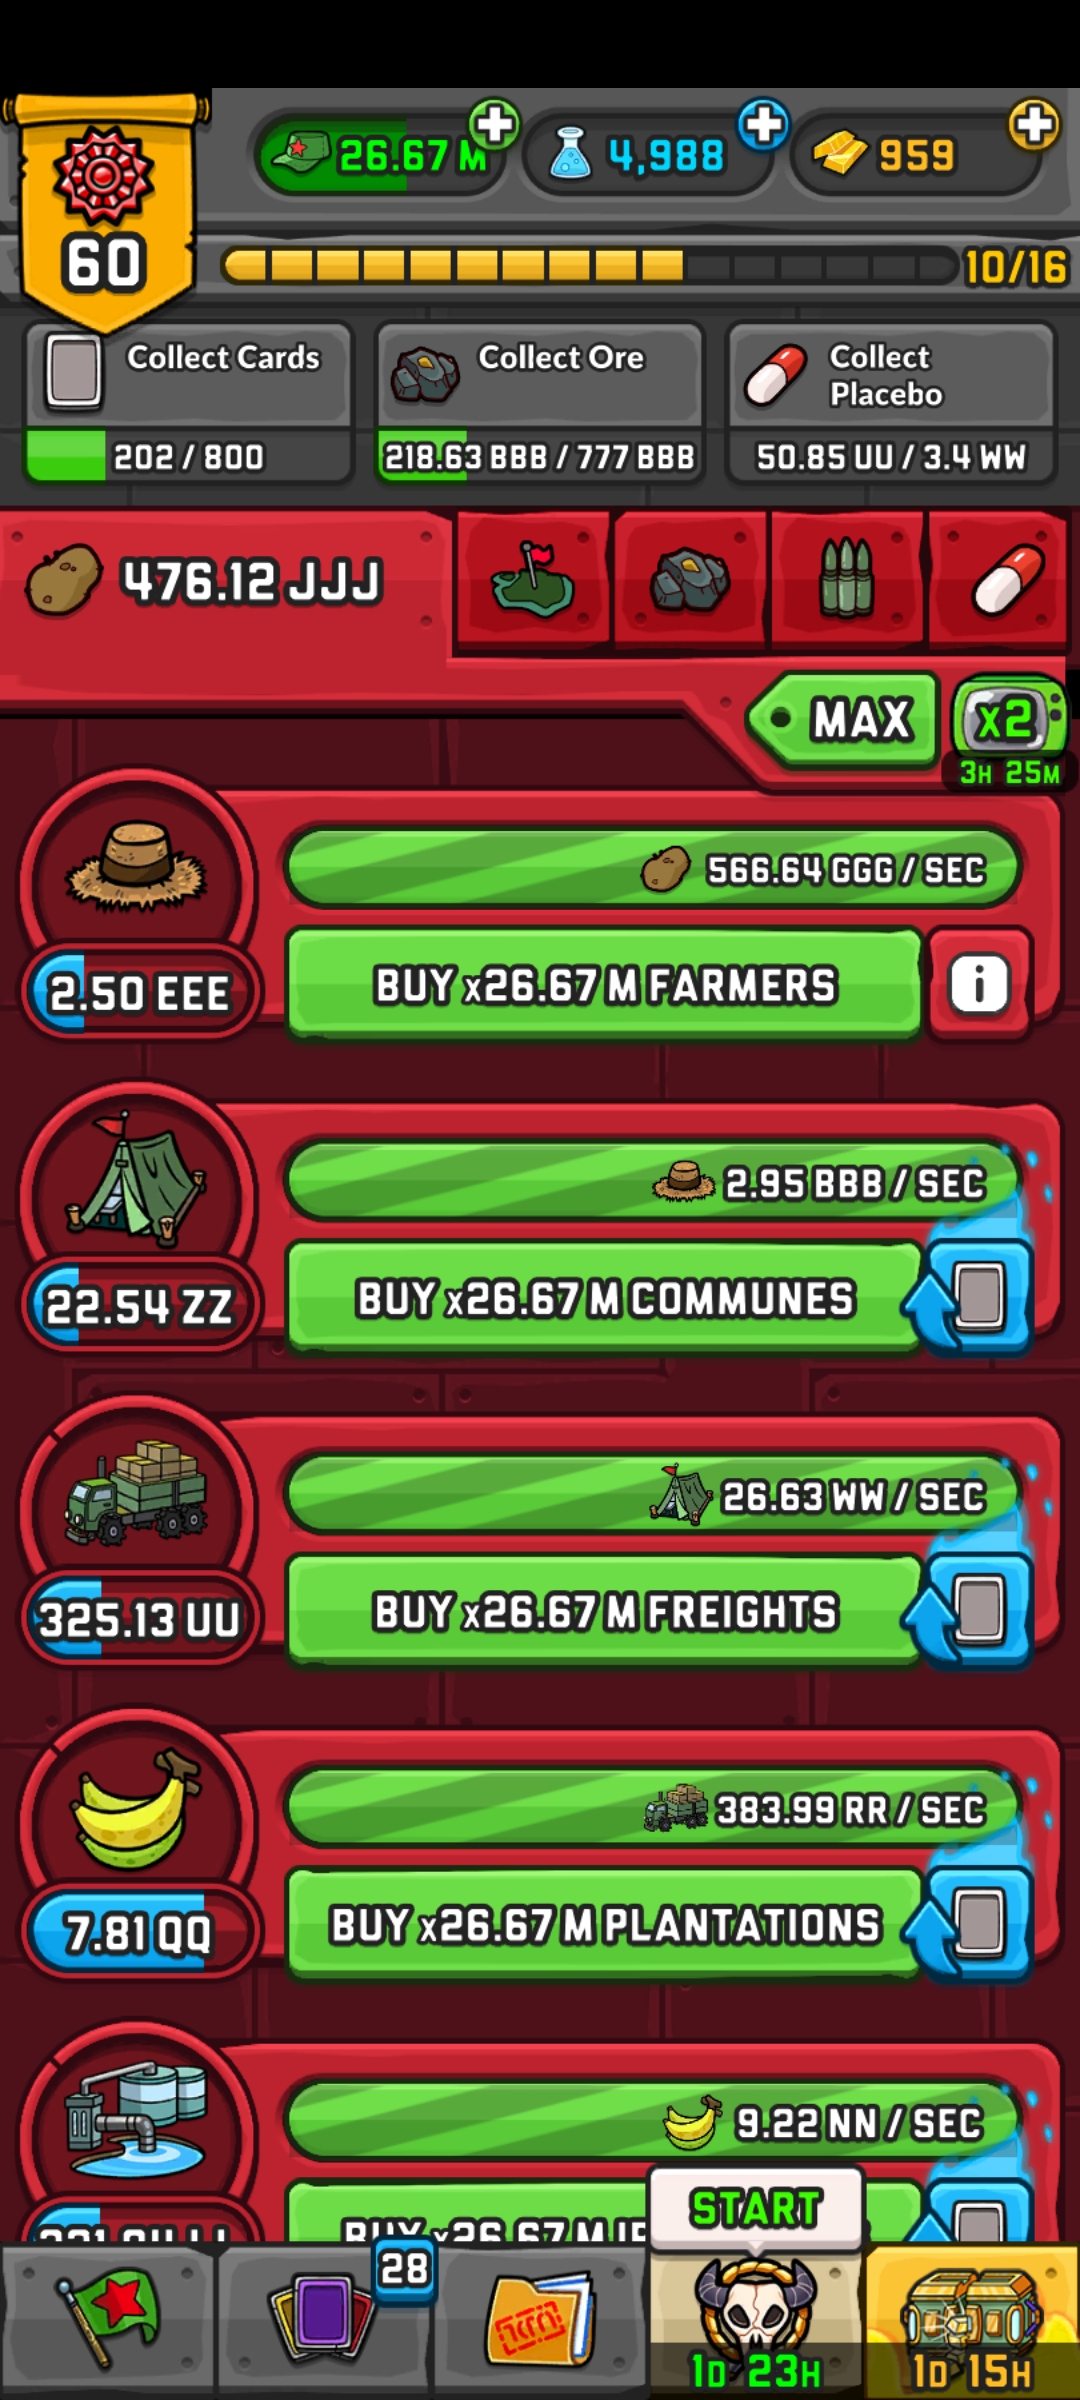 26.67 M
4,988
959
60
10/16
Collect Cards
202 / 800
Collect Ore
218.63 BBB / 777 BBB
Collect
Placebo
50.85 UU / 3.4 WW
476.12 JJJ
MAX
x2
3H 25M
566.64 GGG / SEC
2.50 EEE
BUY x26.67 M FARMERS
i
2.95 BBB / SEC
22.54 ZZ
BUY x26.67 M COMMUNES
26.63 WW / SEC
325.13 UU
BUY x26.67 M FREIGHTS
383.99 RR / SEC
7.81 QQ
BUY x26.67 M PLANTATIONS
9.22 NN / SEC
BUY x26.67 M
START
28
1D 23H
1D 15H